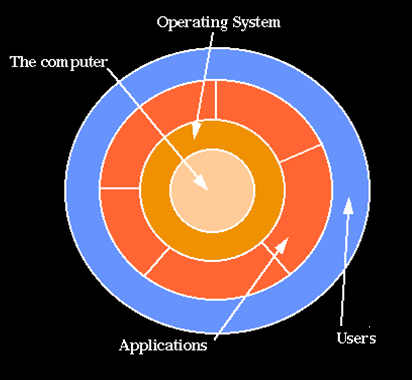 Operating System
The computer
Applications
Users